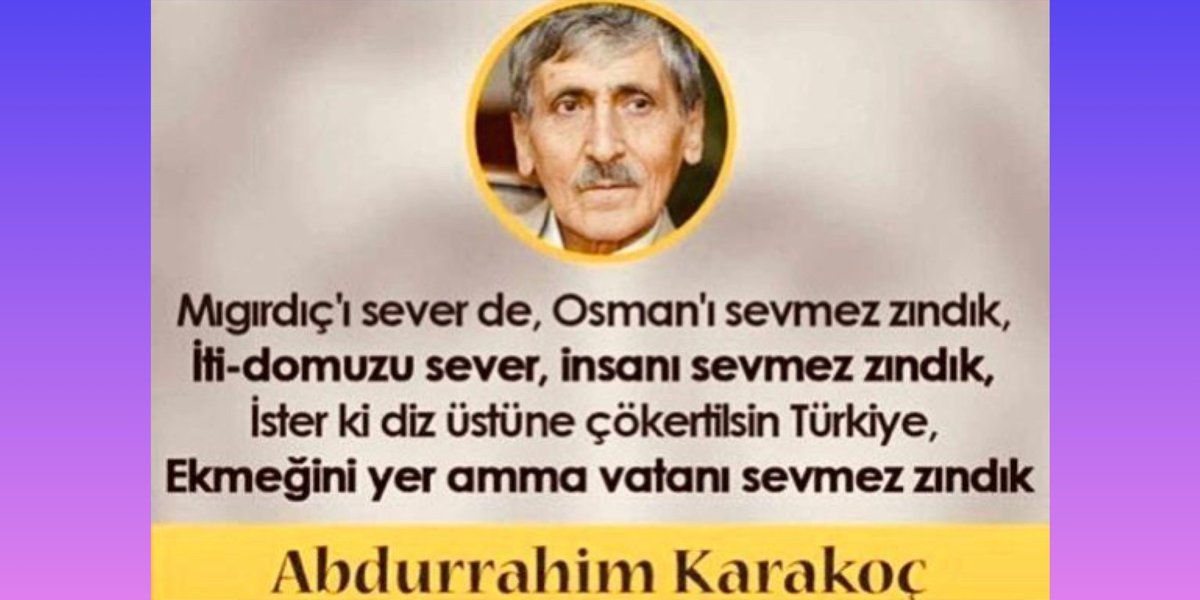 Mıgırdıç'ı sever de, Osman'ı sevmez zındık,
İti-domuzu sever, insanı sevmez zındık,
İster ki diz üstüne çökertilsin Türkiye,
Ekmeğini yer amma vatanı sevmez zındık
Abdurrahim Karakoç